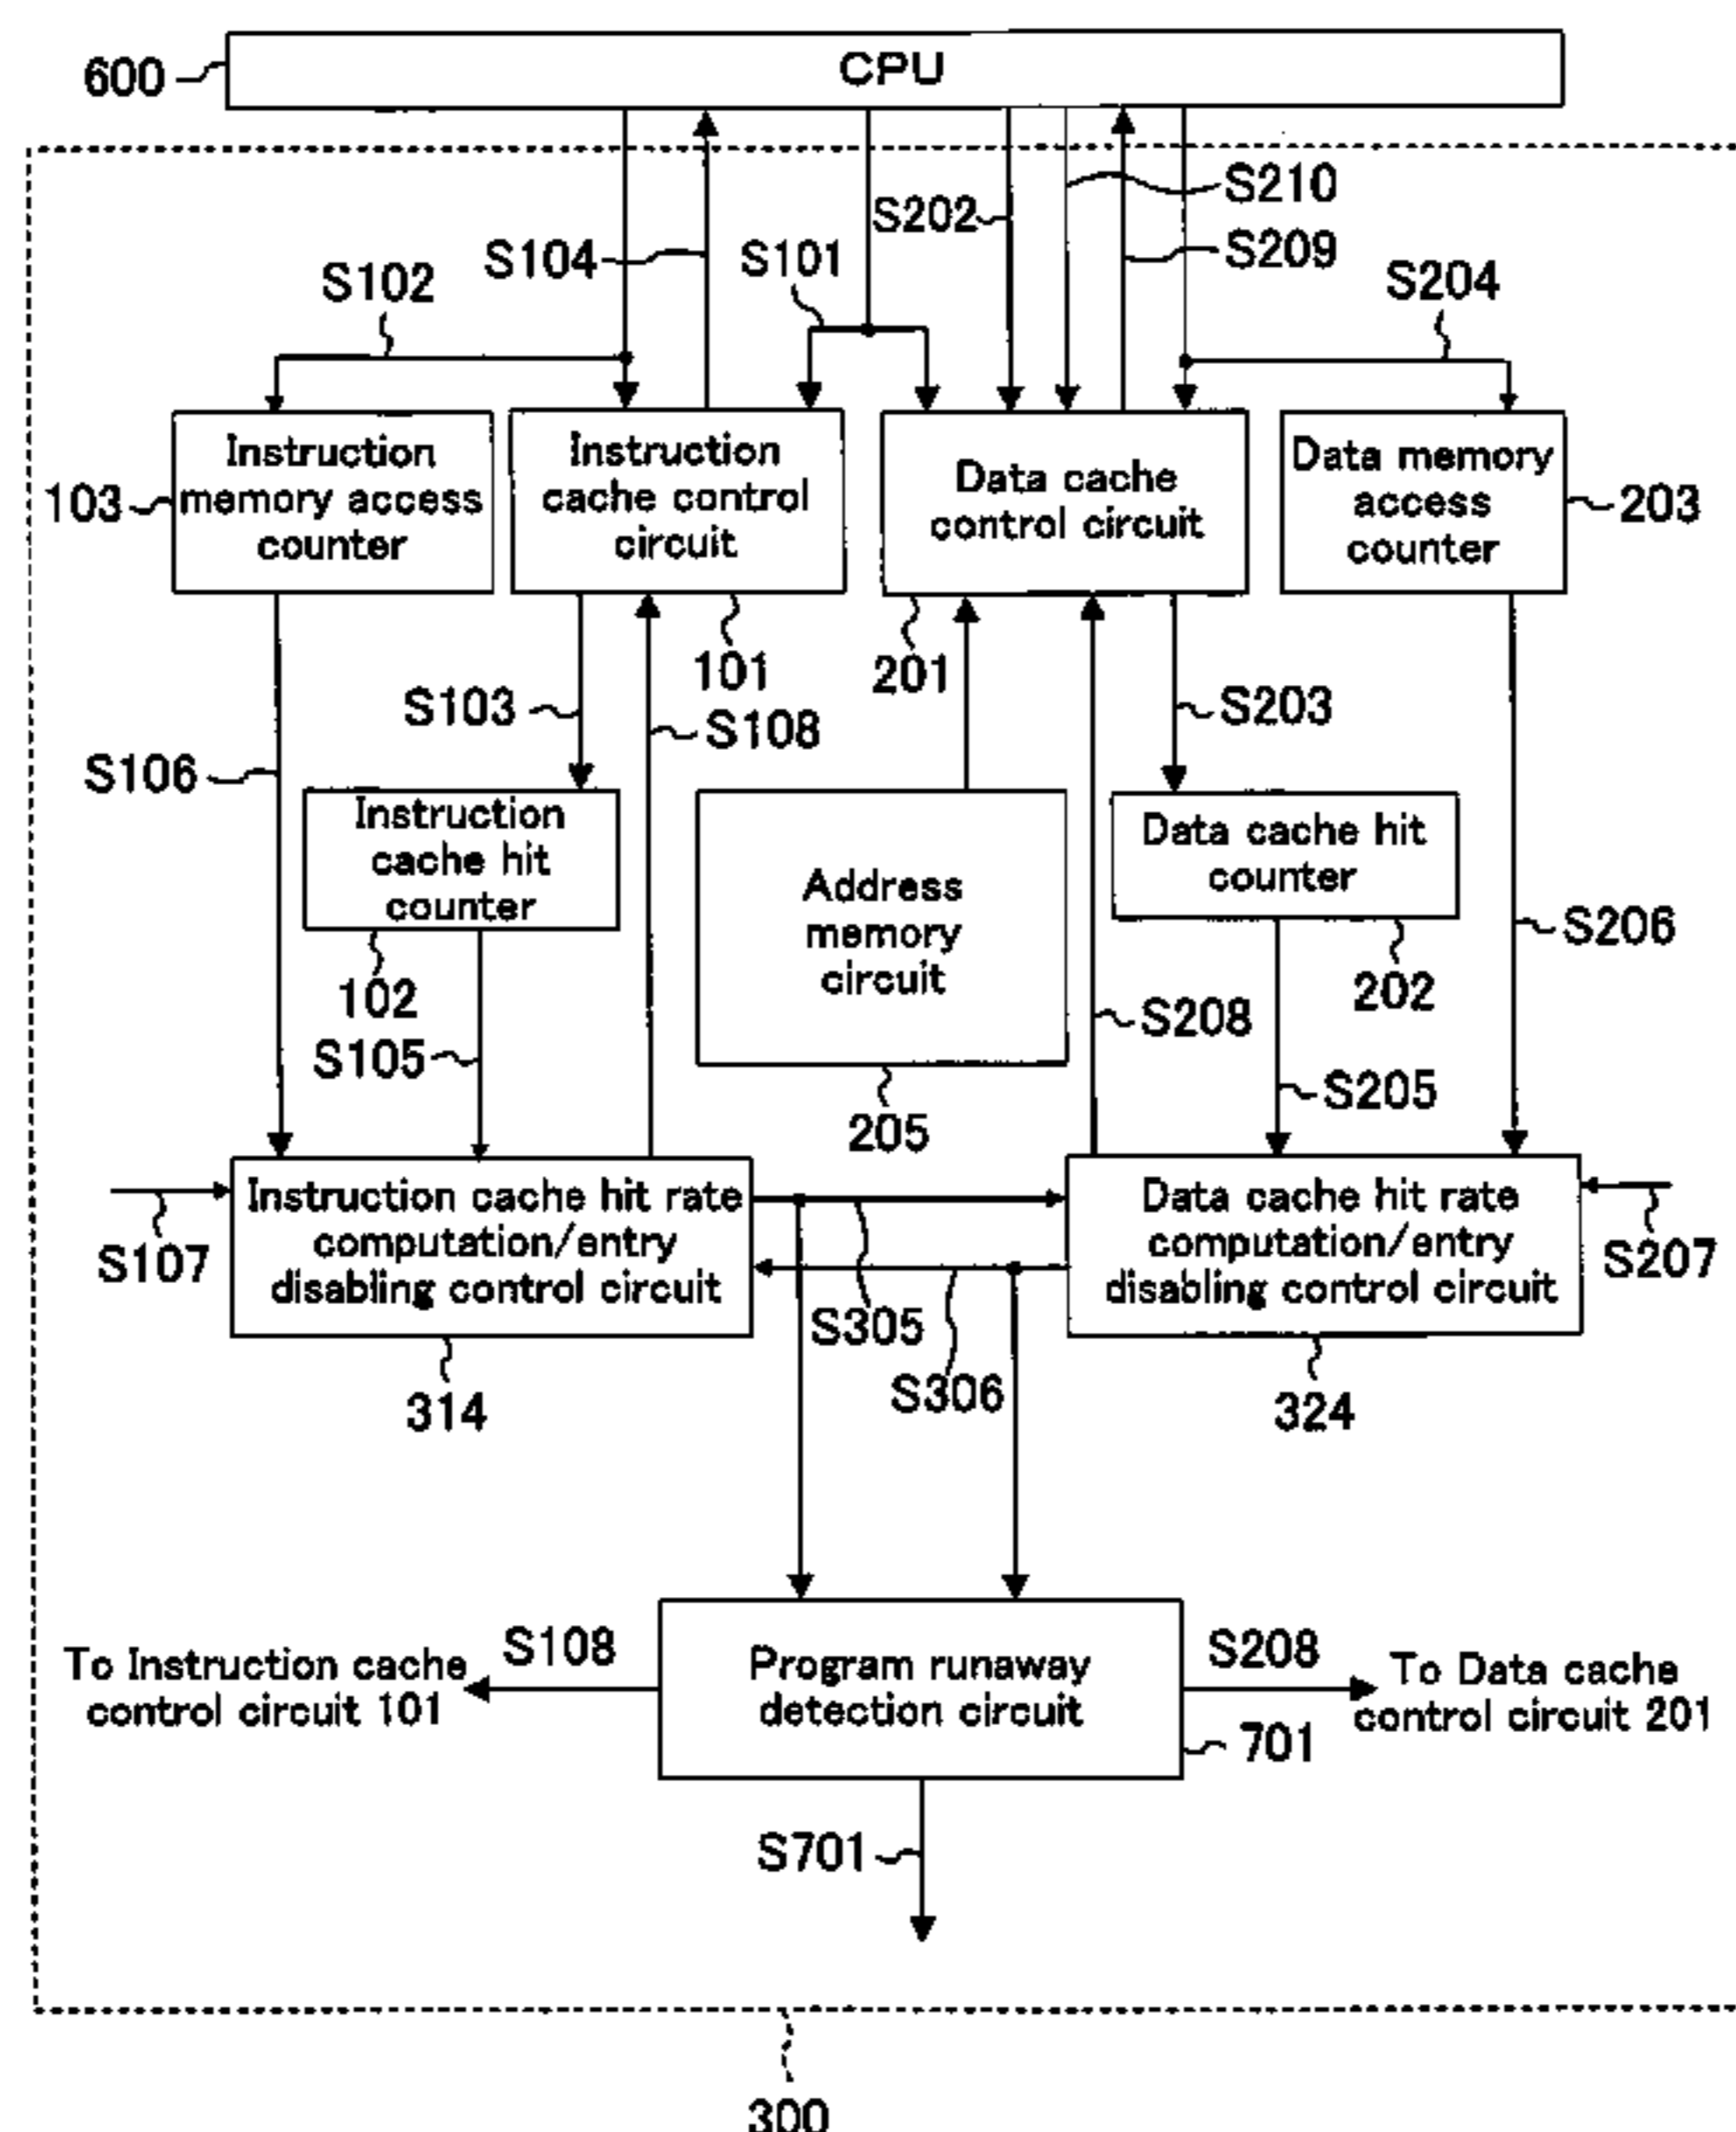 CPU
600
S210
S202
S209
S104
S101
S102
S204
Instruction
memory access
counter
103
Instruction
cache control
circuit
Data cache
control circuit
Data memory
access
counter
203
101
201
S103
S108
S203
S106
Instruction
cache hit
counter
Address
memory
circuit
Data cache hit
counter
S206
102
202
S105
S208
S205
205
Instruction cache hit rate
computation/entry
disabling control circuit
Data cache hit rate
computation/entry
disabling control circuit
S107
S207
S305
S306
314
324
To Instruction cache
control circuit 101
S108
Program runaway
detection circuit
S208
To Data cache
control circuit 201
701
S701
300